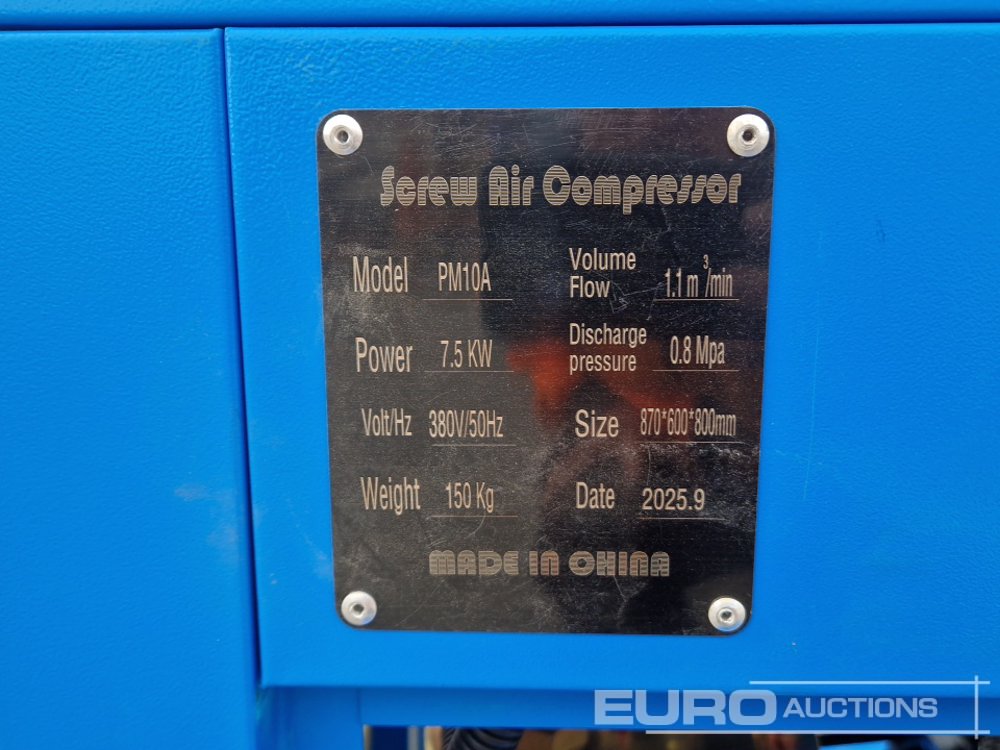 Screw Air Compressor
Model PM10A
Volume Flow 1.1 m³/min
Power 7.5 KW
Discharge pressure 0.8 Mpa
Volt/Hz 380V/50Hz
Size 870*600*800mm
Weight 150 Kg
Date 2025.9
MADE IN CHINA
EURO AUCTIONS